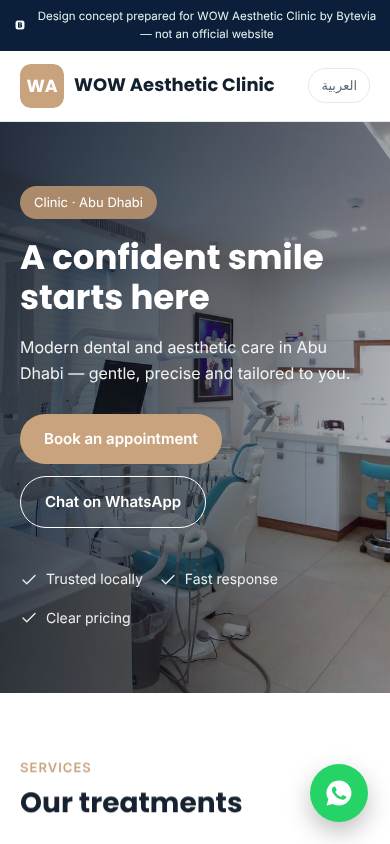 Design concept prepared for WOW Aesthetic Clinic by Bytevia
— not an official website
WA
WOW Aesthetic Clinic
العربية
Clinic · Abu Dhabi
A confident smile
starts here
Modern dental and aesthetic care in Abu
Dhabi — gentle, precise and tailored to you.
Book an appointment
Chat on WhatsApp
Trusted locally
Fast response
Clear pricing
SERVICES
Our treatments